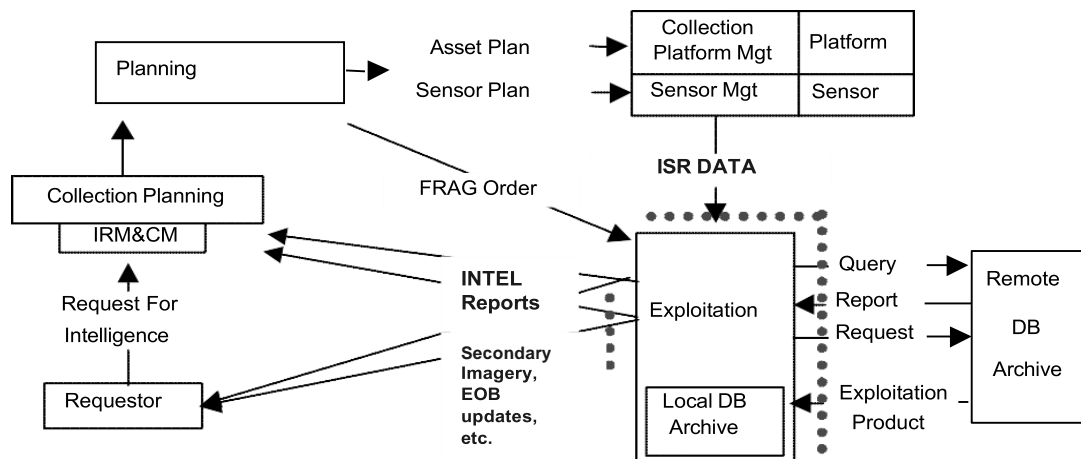 Planning
Asset Plan
Sensor Plan
Collection
Platform Mgt
Platform
Sensor Mgt
Sensor
ISR DATA
FRAG Order
Collection Planning
IRM&CM
Request For
Intelligence
Requestor
INTEL
Reports
Secondary
Imagery,
EOB
updates,
etc.
Exploitation
Local DB
Archive
Query
Report
Request
Exploitation
Product
Remote
DB
Archive